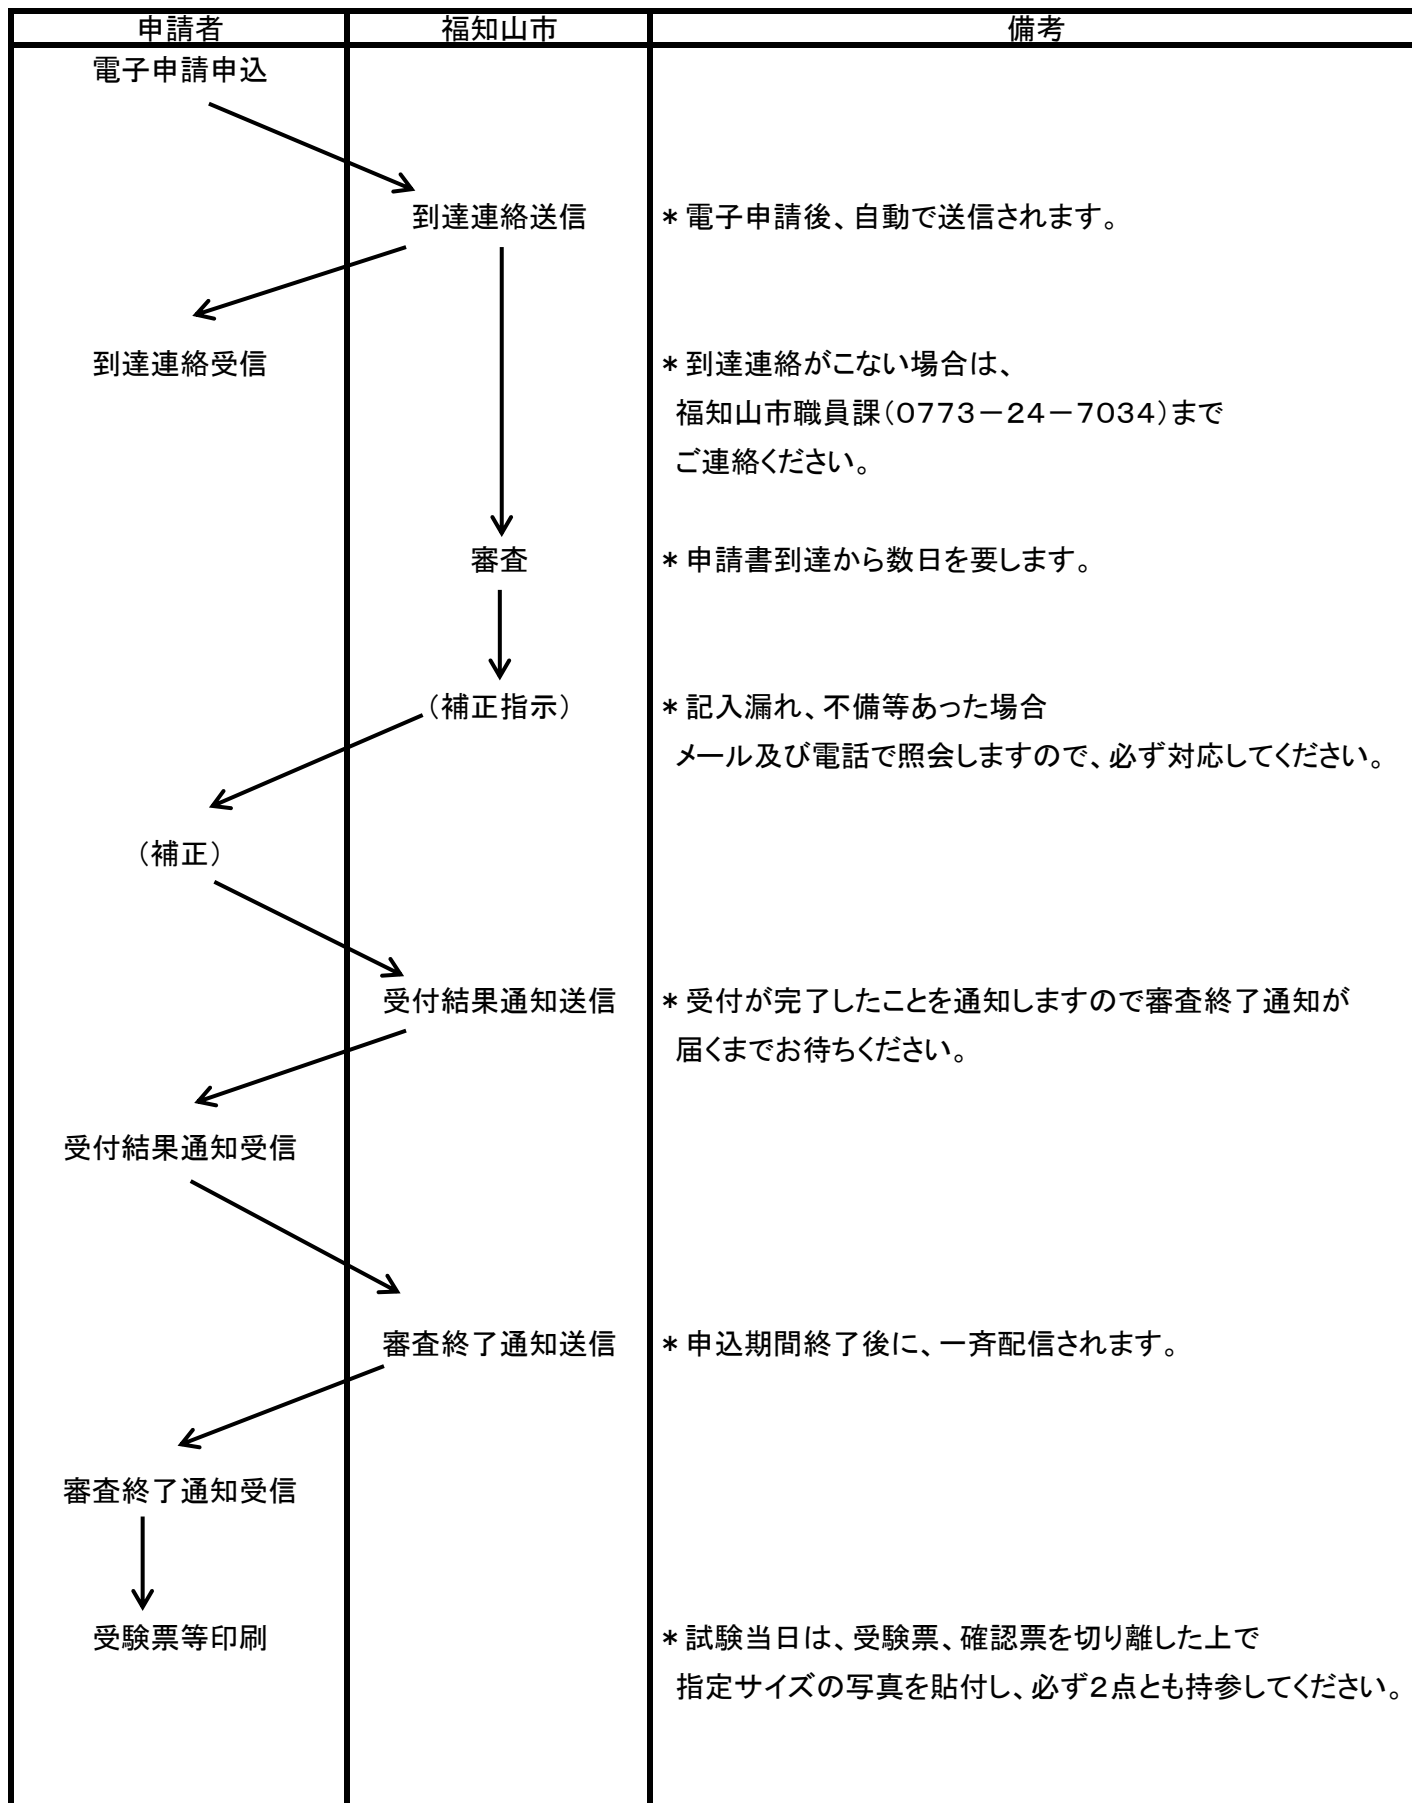 申請者 福知山市 備考
電子申請申込
到達連絡送信 ＊電子申請後、自動で送信されます。
到達連絡受信 ＊到達連絡がこない場合は、
福知山市職員課（０７７３－２４－７０３４）まで
ご連絡ください。
審査 ＊申請書到達から数日を要します。
（補正指示） ＊記入漏れ、不備等あった場合
メール及び電話で照会しますので、必ず対応してください。
（補正）
受付結果通知送信 ＊受付が完了したことを通知しますので審査終了通知が
届くまでお待ちください。
受付結果通知受信
審査終了通知送信 ＊申込期間終了後に、一斉配信されます。
審査終了通知受信
受験票等印刷 ＊試験当日は、受験票、確認票を切り離した上で
指定サイズの写真を貼付し、必ず２点とも持参してください。